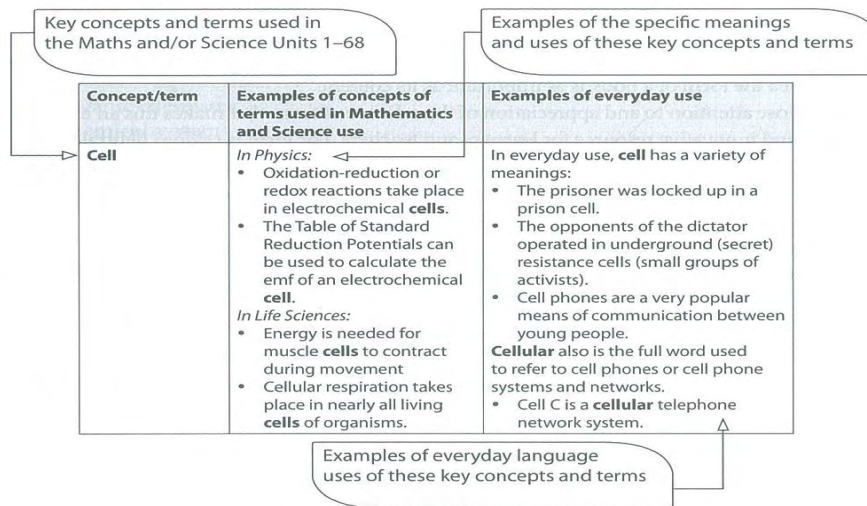 Key concepts and terms used in
the Maths and/or Science Units 1–68
Examples of the specific meanings
and uses of these key concepts and terms
Concept/term
Examples of concepts of
terms used in Mathematics
and Science use
Examples of everyday use
Cell
In Physics:
• Oxidation-reduction or
redox reactions take place
in electrochemical cells.
• The Table of Standard
Reduction Potentials can
be used to calculate the
emf of an electrochemical
cell.
In Life Sciences:
• Energy is needed for
muscle cells to contract
during movement
• Cellular respiration takes
place in nearly all living
cells of organisms.
In everyday use, cell has a variety of
meanings:
• The prisoner was locked up in a
prison cell.
• The opponents of the dictator
operated in underground (secret)
resistance cells (small groups of
activists).
• Cell phones are a very popular
means of communication between
young people.
Cellular also is the full word used
to refer to cell phones or cell phone
systems and networks.
• Cell C is a cellular telephone
network system.
Examples of everyday language
uses of these key concepts and terms